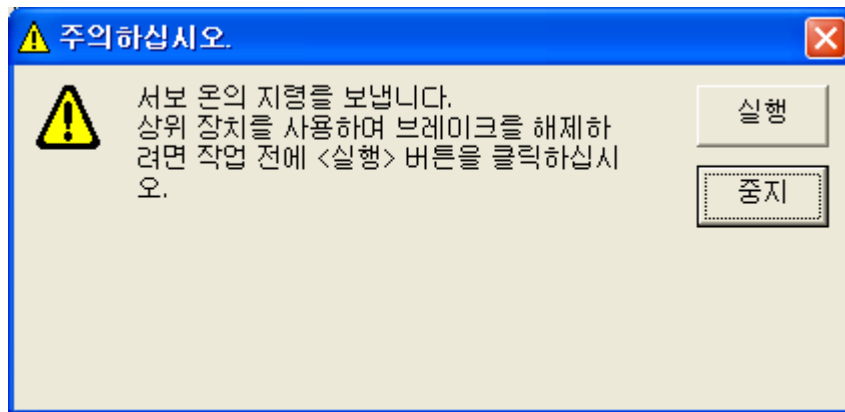 주의하십시오.
서보 온의 지령를 보냅니다.
상위 장치를 사용하여 브레이크를 해제하
려면 작업 전에 <실행> 버튼을 클릭하십시
오.
실행
중지